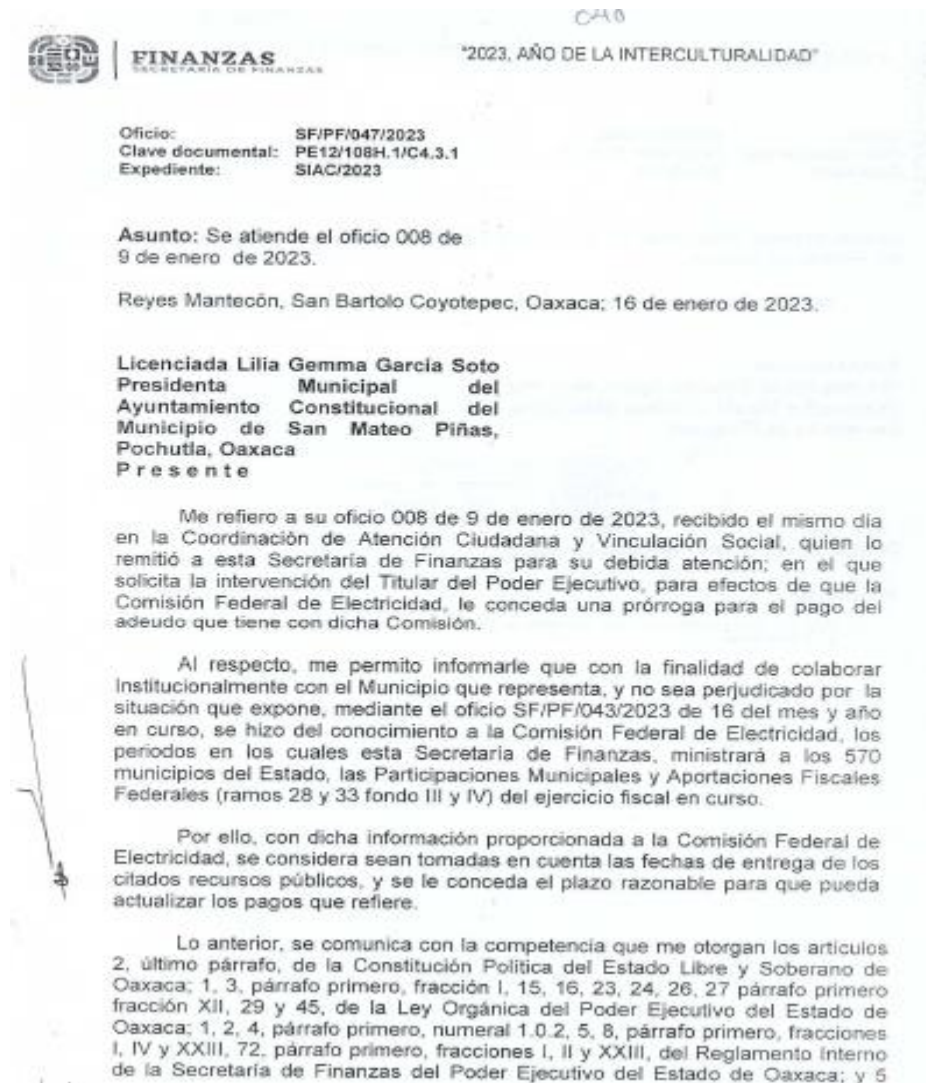 FINANZAS
SECRETARÍA DE FINANZAS
"2023, AÑO DE LA INTERCULTURALIDAD"
Oficio: SF/PF/047/2023
Clave documental: PE12/108H.1/C4.3.1
Expediente: SIAC/2023
Asunto: Se atiende el oficio 008 de
9 de enero de 2023.
Reyes Mantecón, San Bartolo Coyotepec, Oaxaca; 16 de enero de 2023.
Licenciada Lilia Gemma García Soto
Presidenta Municipal del
Ayuntamiento Constitucional del
Municipio de San Mateo Piñas,
Pochutla, Oaxaca
P r e s e n t e
Me refiero a su oficio 008 de 9 de enero de 2023, recibido el mismo día
en la Coordinación de Atención Ciudadana y Vinculación Social, quien lo
remitió a esta Secretaría de Finanzas para su debida atención; en el que
solicita la intervención del Titular del Poder Ejecutivo, para efectos de que la
Comisión Federal de Electricidad, le conceda una prórroga para el pago del
adeudo que tiene con dicha Comisión.
Al respecto, me permito informarle que con la finalidad de colaborar
Institucionalmente con el Municipio que representa, y no sea perjudicado por la
situación que expone, mediante el oficio SF/PF/043/2023 de 16 del mes y año
en curso, se hizo del conocimiento a la Comisión Federal de Electricidad, los
periodos en los cuales esta Secretaria de Finanzas, ministrará a los 570
municipios del Estado, las Participaciones Municipales y Aportaciones Fiscales
Federales (ramos 28 y 33 fondo III y IV) del ejercicio fiscal en curso.
Por ello, con dicha información proporcionada a la Comisión Federal de
Electricidad, se considera sean tomadas en cuenta las fechas de entrega de los
citados recursos públicos, y se le conceda el plazo razonable para que pueda
actualizar los pagos que refiere.
Lo anterior, se comunica con la competencia que me otorgan los artículos
2, último párrafo, de la Constitución Política del Estado Libre y Soberano de
Oaxaca; 1, 3, párrafo primero, fracción I, 15, 16, 23, 24, 26, 27 párrafo primero
fracción XII, 29 y 45, de la Ley Orgánica del Poder Ejecutivo del Estado de
Oaxaca; 1, 2, 4, párrafo primero, numeral 1.0.2, 5, 8, párrafo primero, fracciones
I, IV y XXIII, 72, párrafo primero, fracciones I, II y XXIII, del Reglamento Interno
de la Secretaría de Finanzas del Poder Ejecutivo del Estado de Oaxaca; y 5